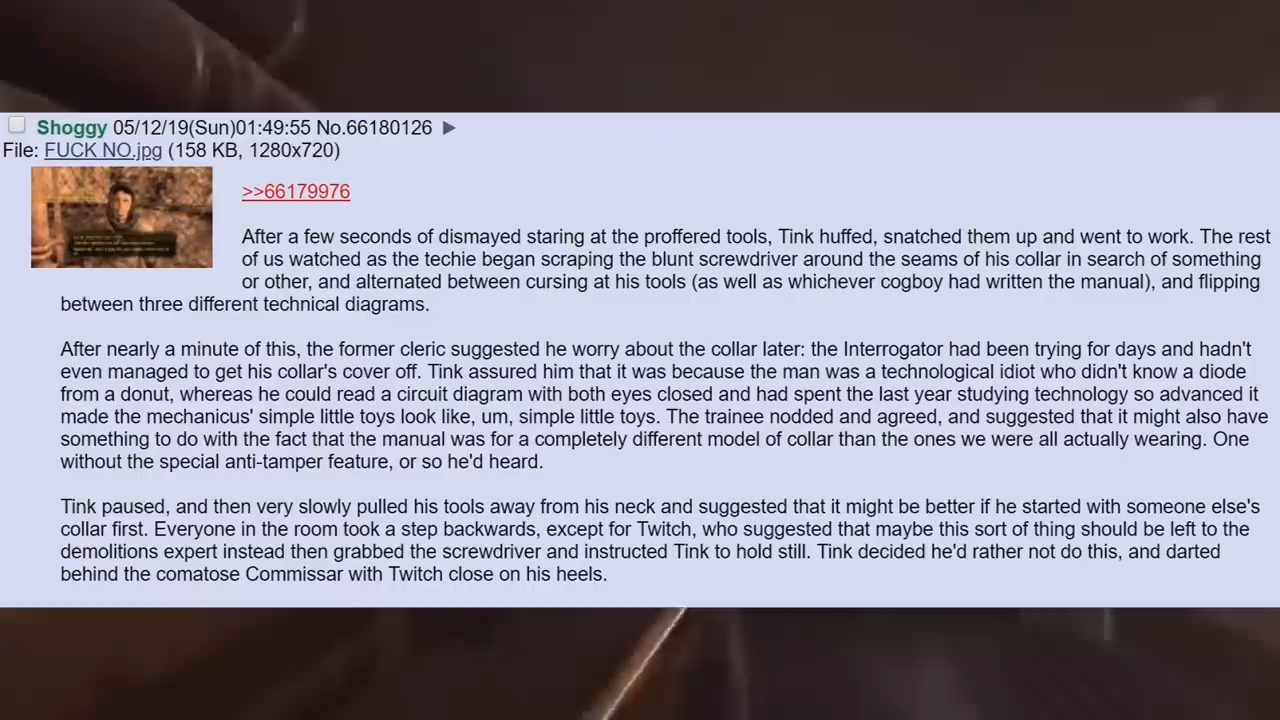 Shoggy 05/12/19(Sun)01:49:55 No.66180126
File: FUCK NO.jpg (158 KB, 1280x720)
>>66179976
After a few seconds of dismayed staring at the proffered tools, Tink huffed, snatched them up and went to work. The rest
of us watched as the techie began scraping the blunt screwdriver around the seams of his collar in search of something
or other, and alternated between cursing at his tools (as well as whichever cogboy had written the manual), and flipping
between three different technical diagrams.
After nearly a minute of this, the former cleric suggested he worry about the collar later: the Interrogator had been trying for days and hadn't
even managed to get his collar's cover off. Tink assured him that it was because the man was a technological idiot who didn't know a diode
from a donut, whereas he could read a circuit diagram with both eyes closed and had spent the last year studying technology so advanced it
made the mechanicus' simple little toys look like, um, simple little toys. The trainee nodded and agreed, and suggested that it might also have
something to do with the fact that the manual was for a completely different model of collar than the ones we were all actually wearing. One
without the special anti-tamper feature, or so he'd heard.
Tink paused, and then very slowly pulled his tools away from his neck and suggested that it might be better if he started with someone else's
collar first. Everyone in the room took a step backwards, except for Twitch, who suggested that maybe this sort of thing should be left to the
demolitions expert instead then grabbed the screwdriver and instructed Tink to hold still. Tink decided he'd rather not do this, and darted
behind the comatose Commissar with Twitch close on his heels.